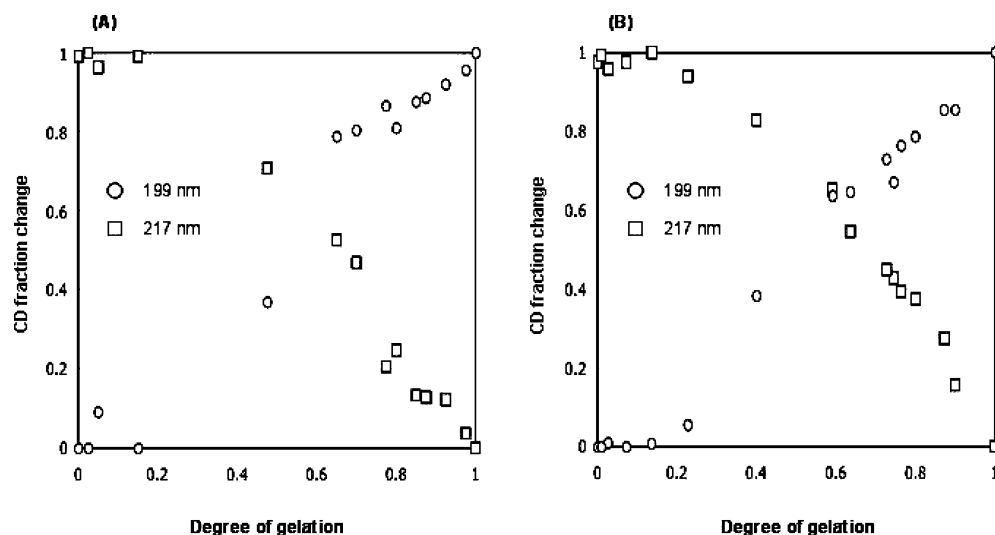 (A)
CD fraction change
1
0.8
0.6
0.4
0.2
0
199 nm
217 nm
0 0.2 0.4 0.6 0.8 1
Degree of gelation
(B)
CD fraction change
1
0.8
0.6
0.4
0.2
0
199 nm
217 nm
0 0.2 0.4 0.6 0.8 1
Degree of gelation